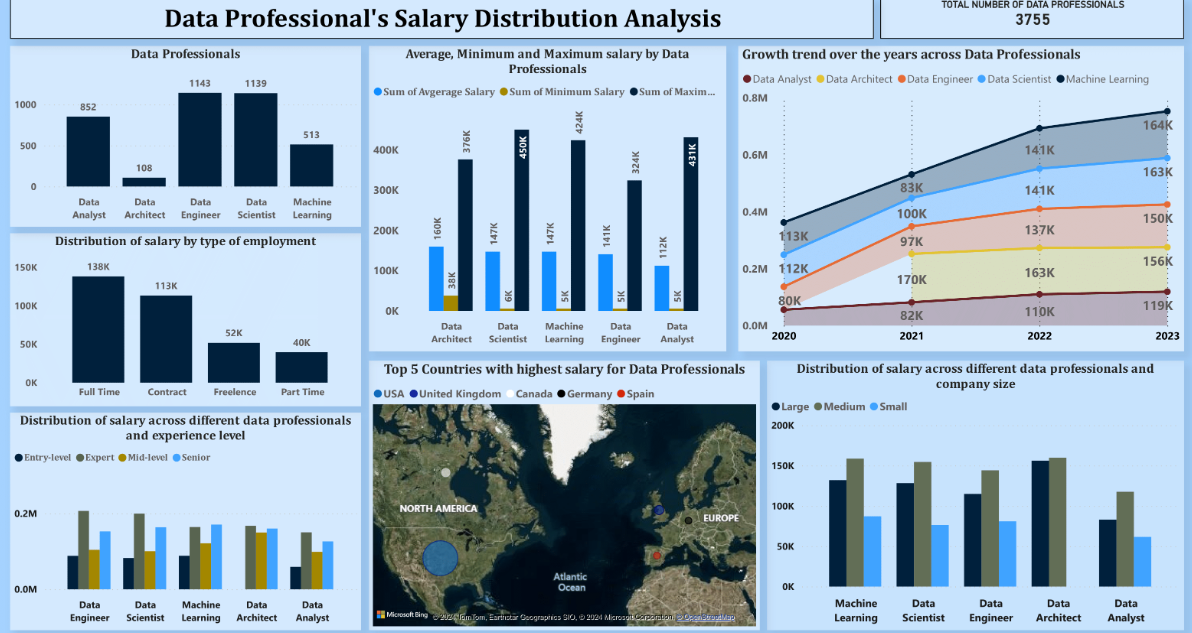 Data Professional's Salary Distribution Analysis
TOTAL NUMBER OF DATA PROFESSIONALS
3755
Data Professionals
1000
500
0
852
108
1143
1139
513
Data Analyst
Data Architect
Data Engineer
Data Scientist
Machine Learning
Distribution of salary by type of employment
150K
100K
50K
0K
138K
113K
52K
40K
Full Time
Contract
Freelence
Part Time
Distribution of salary across different data professionals
and experience level
Entry-level Expert Mid-level Senior
0.2M
0.0M
Data Engineer
Data Scientist
Machine Learning
Data Architect
Data Analyst
Average, Minimum and Maximum salary by Data
Professionals
Sum of Avgerage Salary Sum of Minimum Salary Sum of Maxim...
400K
300K
200K
100K
0K
160K
38K
376K
147K
6K
450K
147K
5K
424K
141K
5K
324K
112K
5K
431K
Data Architect
Data Scientist
Machine Learning
Data Engineer
Data Analyst
Growth trend over the years across Data Professionals
Data Analyst Data Architect Data Engineer Data Scientist Machine Learning
0.8M
0.6M
0.4M
0.2M
0.0M
113K
112K
80K
83K
100K
97K
170K
82K
141K
141K
137K
163K
110K
164K
163K
150K
156K
119K
2020
2021
2022
2023
Top 5 Countries with highest salary for Data Professionals
USA United Kingdom Canada Germany Spain
NORTH AMERICA
EUROPE
Atlantic
Ocean
Microsoft Bing
© 2024 TomTom, Earthstar Geographics SIO, © 2024 Microsoft Corporation, © OpenStreetMap
Distribution of salary across different data professionals and
company size
Large Medium Small
200K
150K
100K
50K
0K
Machine Learning
Data Scientist
Data Engineer
Data Architect
Data Analyst